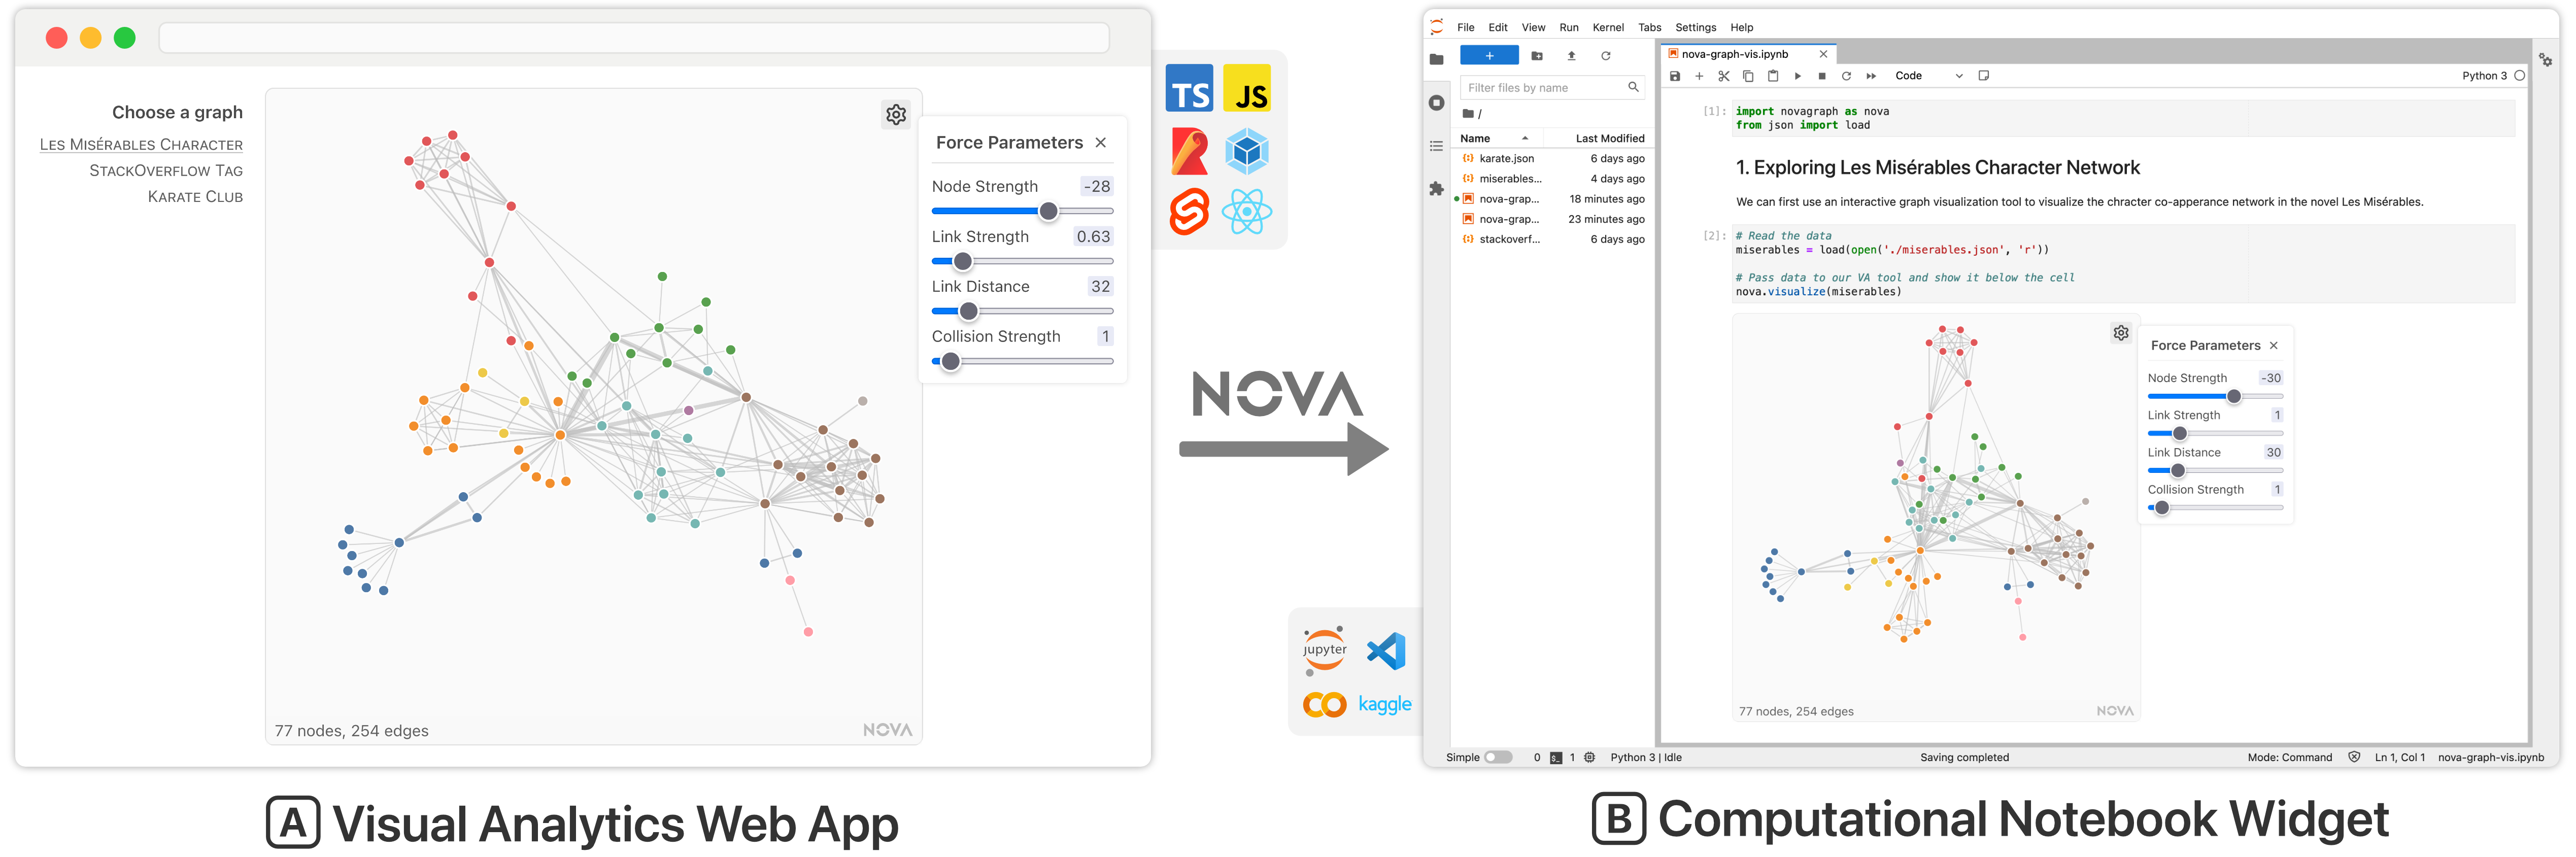 Choose a graph
LES MISÉRABLES CHARACTER
STACKOVERFLOW TAG
KARATE CLUB
Force Parameters ×
Node Strength -28
Link Strength 0.63
Link Distance 32
Collision Strength 1
77 nodes, 254 edges
NOVA
A Visual Analytics Web App
TS
JS
NOVA
jupyter
kaggle
File Edit View Run Kernel Tabs Settings Help
+
Filter files by name
/
Name Last Modified
karate.json 6 days ago
miserables... 4 days ago
nova-grap... 18 minutes ago
nova-grap... 23 minutes ago
stackoverf... 6 days ago
nova-graph-vis.ipynb ×
Code
Python 3
[1]: import novagraph as nova
from json import load
1. Exploring Les Misérables Character Network
We can first use an interactive graph visualization tool to visualize the chracter co-apperance network in the novel Les Misérables.
[2]: # Read the data
miserables = load(open('./miserables.json', 'r'))
# Pass data to our VA tool and show it below the cell
nova.visualize(miserables)
Force Parameters ×
Node Strength -30
Link Strength 1
Link Distance 30
Collision Strength 1
77 nodes, 254 edges
NOVA
Simple 0 1 Python 3 | Idle Saving completed Mode: Command Ln 1, Col 1 nova-graph-vis.ipynb
B Computational Notebook Widget